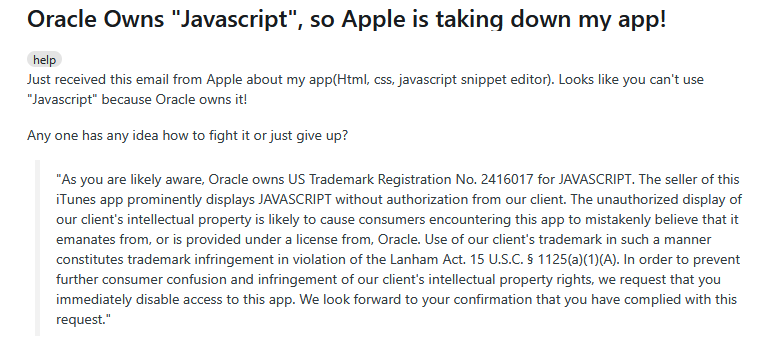 Oracle Owns "Javascript", so Apple is taking down my app!
help
Just received this email from Apple about my app(Html, css, javascript snippet editor). Looks like you can't use
"Javascript" because Oracle owns it!
Any one has any idea how to fight it or just give up?
"As you are likely aware, Oracle owns US Trademark Registration No. 2416017 for JAVASCRIPT. The seller of this
iTunes app prominently displays JAVASCRIPT without authorization from our client. The unauthorized display of
our client's intellectual property is likely to cause consumers encountering this app to mistakenly believe that it
emanates from, or is provided under a license from, Oracle. Use of our client's trademark in such a manner
constitutes trademark infringement in violation of the Lanham Act. 15 U.S.C. § 1125(a)(1)(A). In order to prevent
further consumer confusion and infringement of our client's intellectual property rights, we request that you
immediately disable access to this app. We look forward to your confirmation that you have complied with this
request."